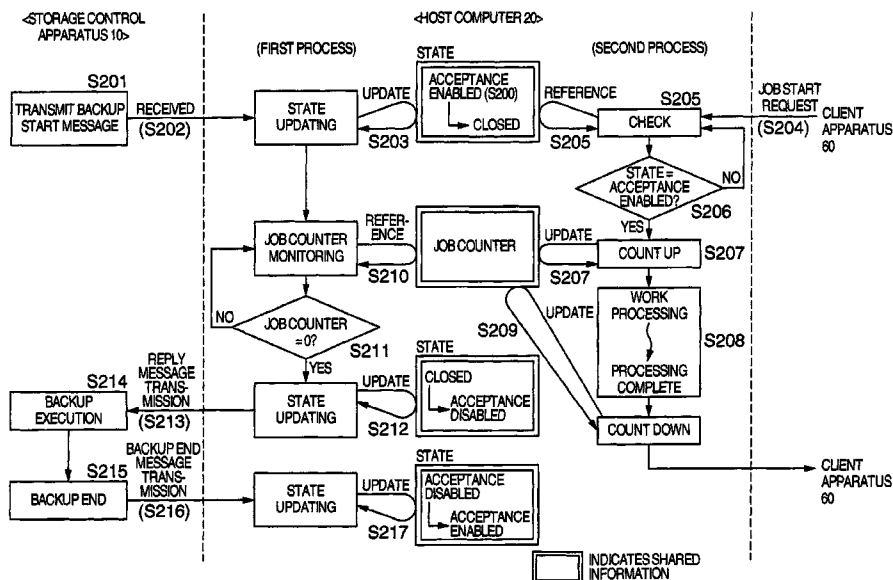 <STORAGE CONTROL
APPARATUS 10>
<HOST COMPUTER 20>
(FIRST PROCESS)
STATE
(SECOND PROCESS)
S201
TRANSMIT BACKUP
START MESSAGE
RECEIVED
(S202)
STATE
UPDATING
UPDATE
S203
ACCEPTANCE
ENABLED (S200)
CLOSED
REFERENCE
S205
S205
CHECK
JOB START
REQUEST
(S204)
CLIENT
APPARATUS
60
STATE =
ACCEPTANCE
ENABLED?
NO
S206
YES
JOB COUNTER
MONITORING
REFER-
ENCE
S210
JOB COUNTER
UPDATE
S207
COUNT UP
S207
NO
JOB COUNTER
= 0?
S211
YES
S209
UPDATE
WORK
PROCESSING
PROCESSING
COMPLETE
S208
S214
BACKUP
EXECUTION
REPLY
MESSAGE
TRANS-
MISSION
(S213)
STATE
UPDATING
UPDATE
S212
STATE
CLOSED
ACCEPTANCE
DISABLED
COUNT DOWN
CLIENT
APPARATUS
60
S215
BACKUP END
BACKUP END
MESSAGE
TRANS-
MISSION
(S216)
STATE
UPDATING
UPDATE
S217
STATE
ACCEPTANCE
DISABLED
ACCEPTANCE
ENABLED
INDICATES SHARED
INFORMATION